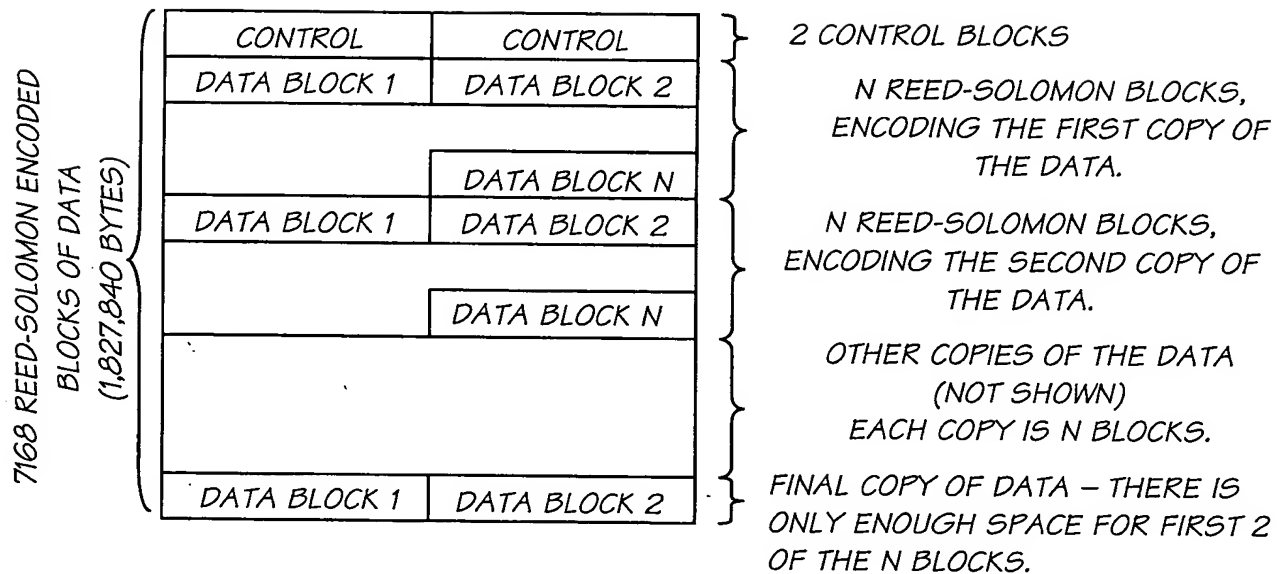 7168 REED-SOLOMON ENCODED
BLOCKS OF DATA
(1,827,840 BYTES)
CONTROL
CONTROL
2 CONTROL BLOCKS
DATA BLOCK 1
DATA BLOCK 2
DATA BLOCK N
N REED-SOLOMON BLOCKS,
ENCODING THE FIRST COPY OF
THE DATA.
DATA BLOCK 1
DATA BLOCK 2
DATA BLOCK N
N REED-SOLOMON BLOCKS,
ENCODING THE SECOND COPY OF
THE DATA.
OTHER COPIES OF THE DATA
(NOT SHOWN)
EACH COPY IS N BLOCKS.
DATA BLOCK 1
DATA BLOCK 2
FINAL COPY OF DATA – THERE IS
ONLY ENOUGH SPACE FOR FIRST 2
OF THE N BLOCKS.